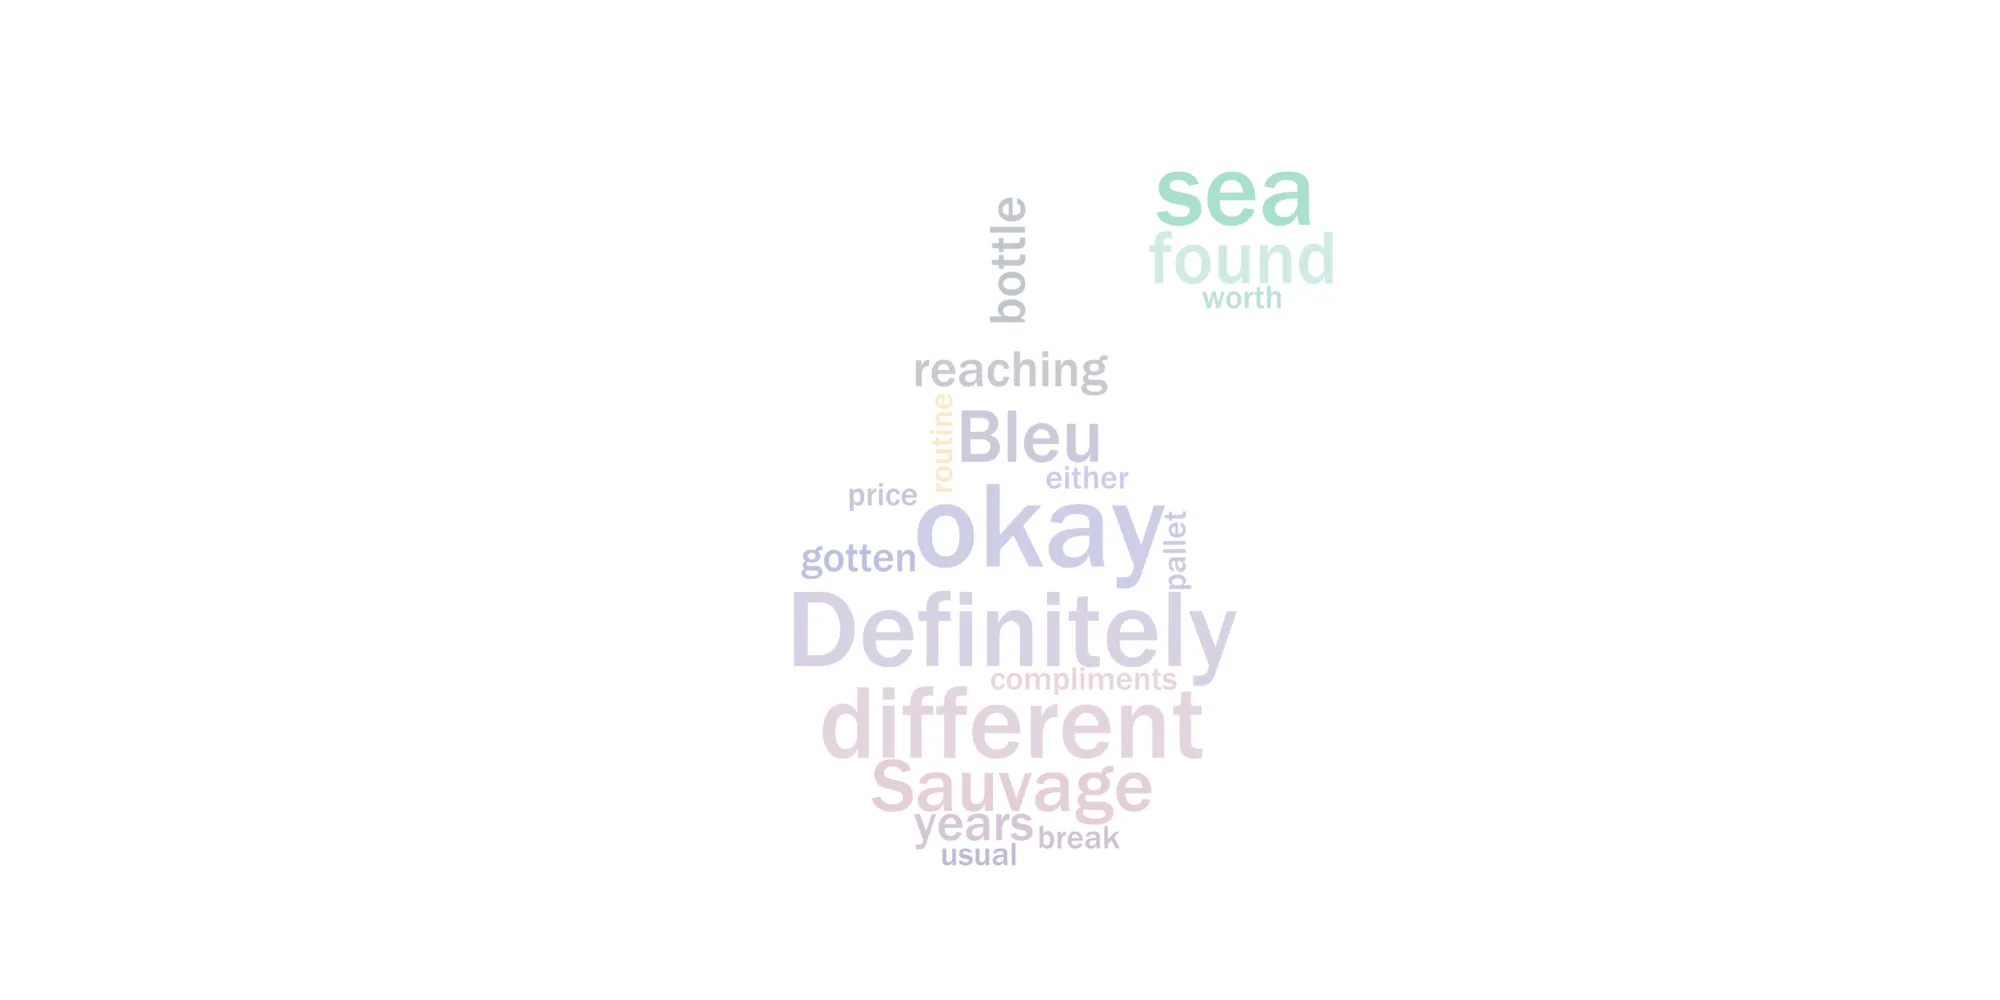 sea
found
worth
bottle
reaching
routine
Bleu
either
price
okay
pallet
gotten
Definitely
compliments
different
Sauvage
years
break
usual